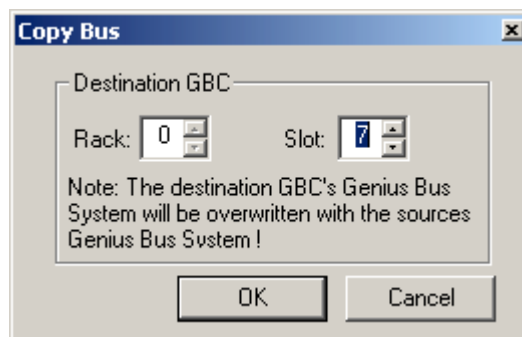 Copy Bus
Destination GBC
Rack: 0 Slot: 7
Note: The destination GBC's Genius Bus
System will be overwritten with the sources
Genius Bus System !
OK Cancel